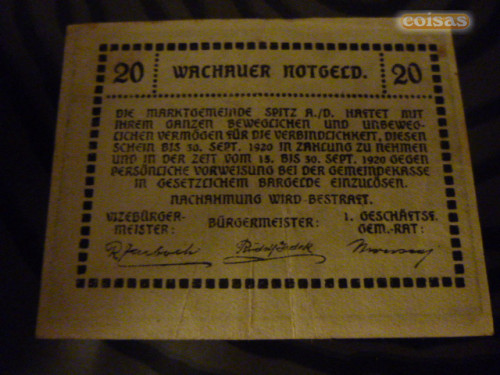 coisas
20 WACHAUER NOTGELD. 20
DIE MARKTGEMEINDE SPITZ A./D. HAFTET MIT
IHREM GANZEN BEWEGLICHEN UND UNBEWEG-
LICHEN VERMÖGEN FÜR DIE VERBINDLICHKEIT, DIESEN
SCHEIN BIS 30. SEPT. 1920 IN ZAHLUNG ZU NEHMEN
UND IN DER ZEIT VOM 15. BIS 30. SEPT. 1920 GEGEN
PERSÖNLICHE VORWEISUNG BEI DER GEMEINDEKASSE
IN GESETZLICHEM BARGELDE EINZULÖSEN.
NACHAHMUNG WIRD BESTRAFT.
VIZEBÜRGER-
MEISTER:
BÜRGERMEISTER:
1. GESCHÄFTSF.
GEM.-RAT: